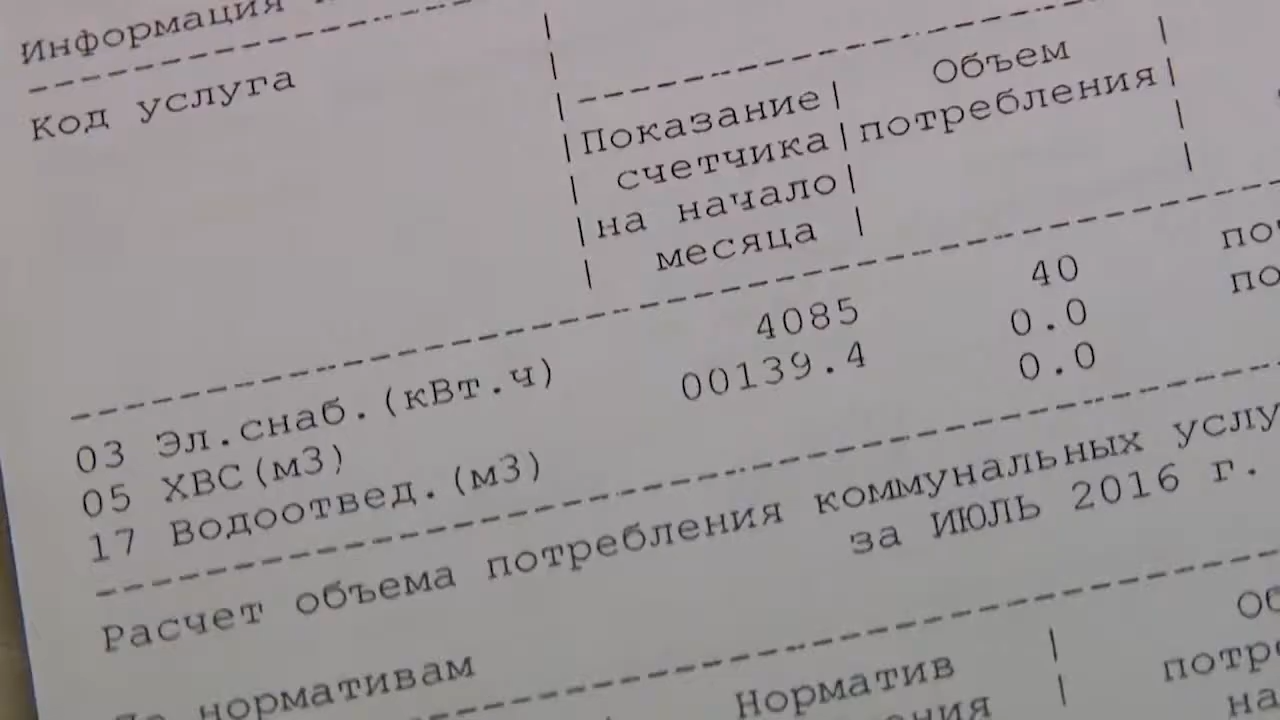 Информация
Код услуга
Показание Объем
счетчика потребления
на начало
месяца
03 Эл.снаб.(кВт.ч) 4085 40
05 ХВС(м3) 00139.4 0.0
17 Водоотвед.(м3) 0.0
Расчет объема потребления коммунальных услу
за ИЮЛЬ 2016 г.
нормативам
Норматив